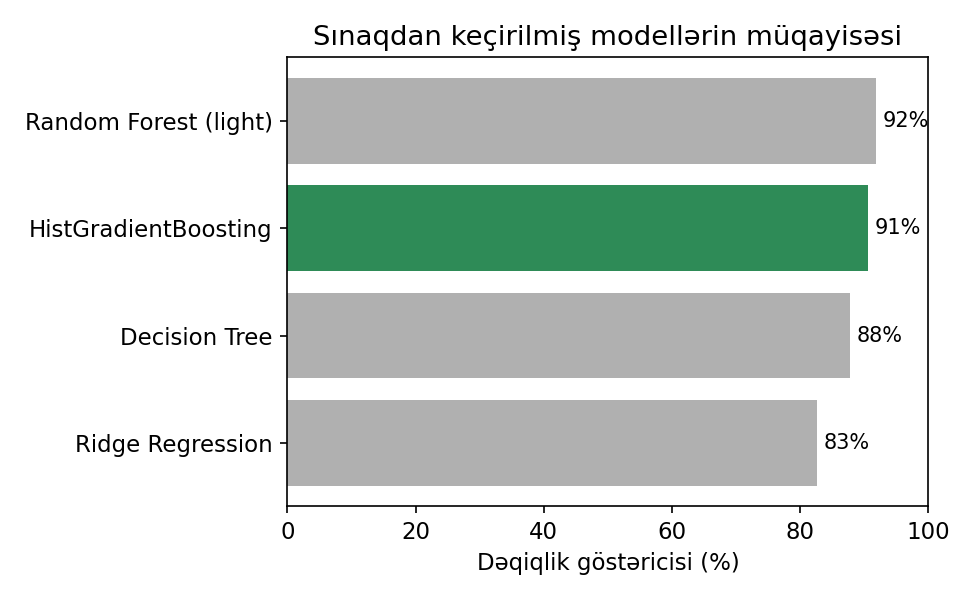 Sınaqdan keçirilmiş modellərin müqayisəsi
Random Forest (light)
92%
HistGradientBoosting
91%
Decision Tree
88%
Ridge Regression
83%
0 20 40 60 80 100
Dəqiqlik göstəricisi (%)